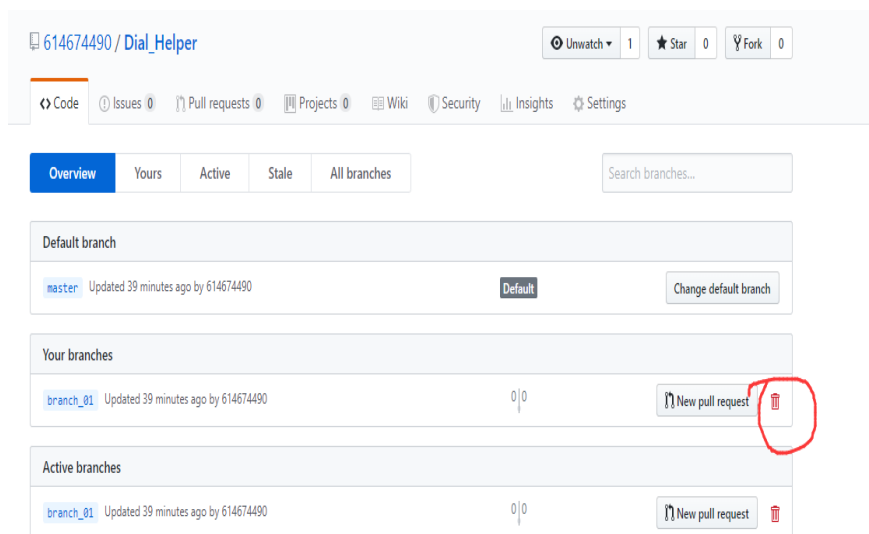 614674490 / Dial_Helper Unwatch 1 Star 0 Fork 0
Code Issues 0 Pull requests 0 Projects 0 Wiki Security Insights Settings
Overview Yours Active Stale All branches Search branches...
Default branch
master Updated 39 minutes ago by 614674490 Default Change default branch
Your branches
branch_01 Updated 39 minutes ago by 614674490 0 0 New pull request
Active branches
branch_01 Updated 39 minutes ago by 614674490 0 0 New pull request